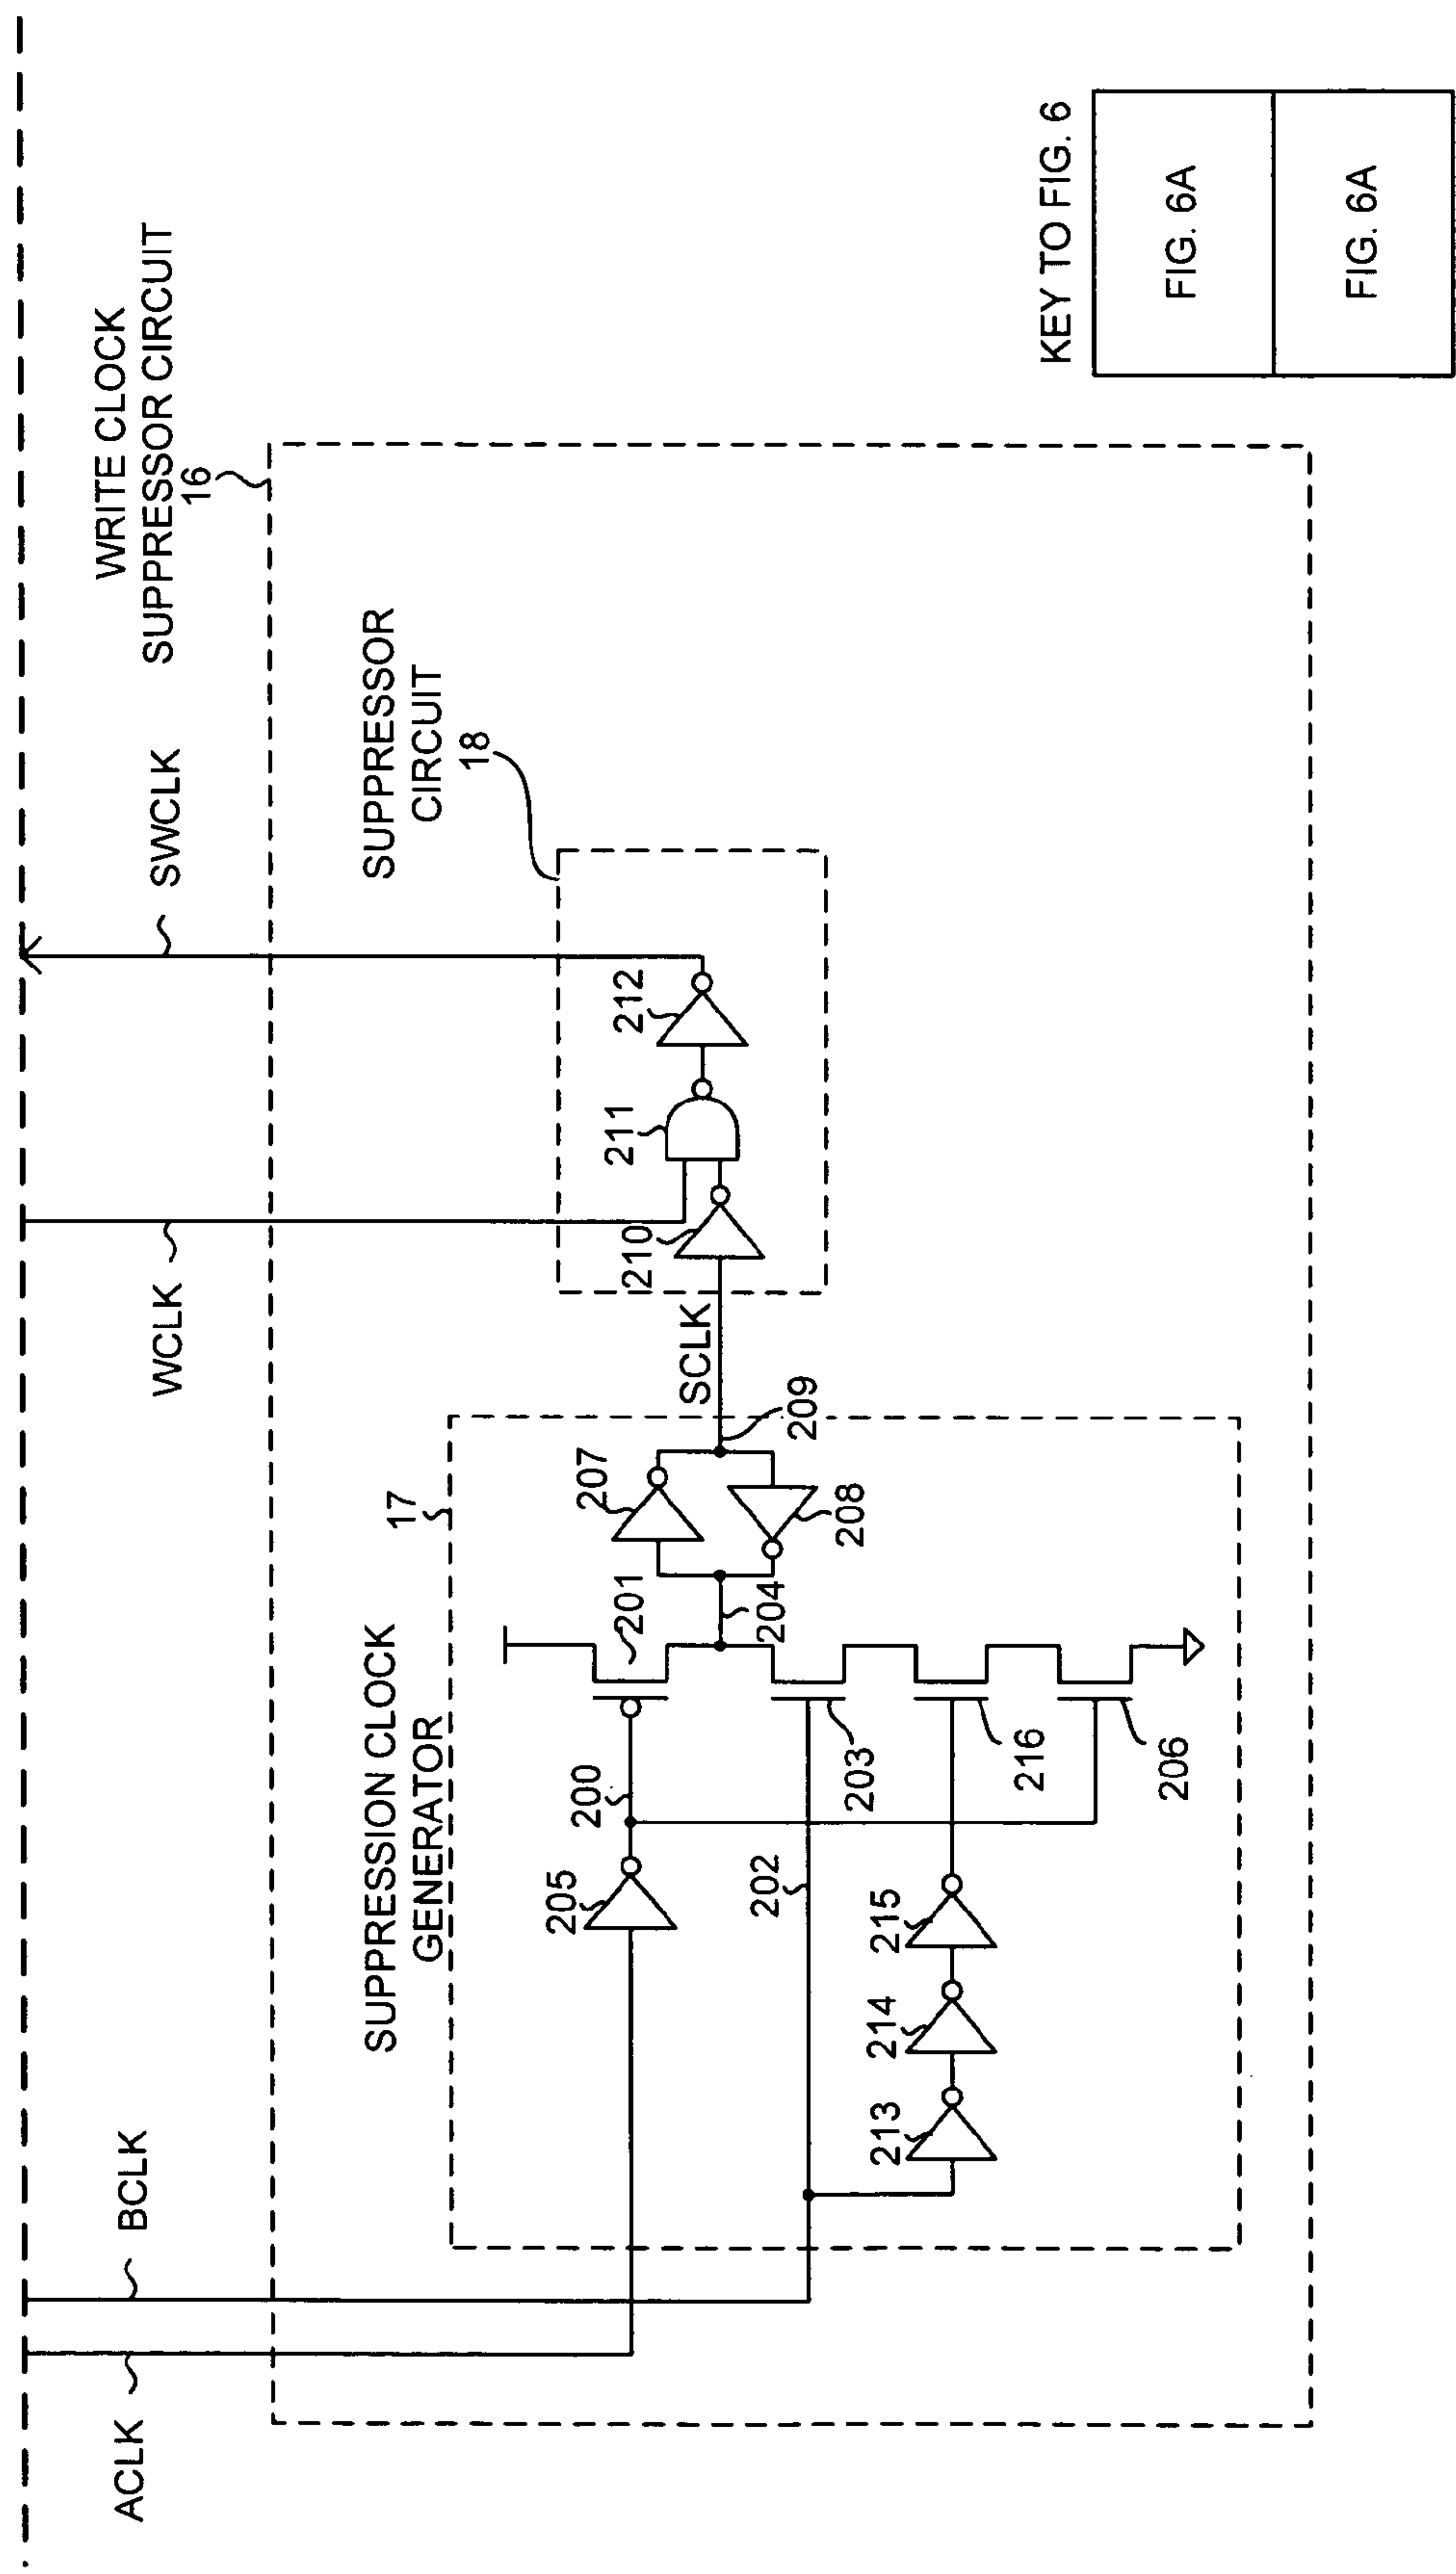 WRITE CLOCK
SUPPRESSOR CIRCUIT
16
ACLK
BCLK
WCLK
SWCLK
SUPPRESSION CLOCK
GENERATOR
17
SUPPRESSOR
CIRCUIT
18
205
200
201
207
202
203
204
208
209
SCLK
210
211
212
213
214
215
216
206
KEY TO FIG. 6
FIG. 6A
FIG. 6A